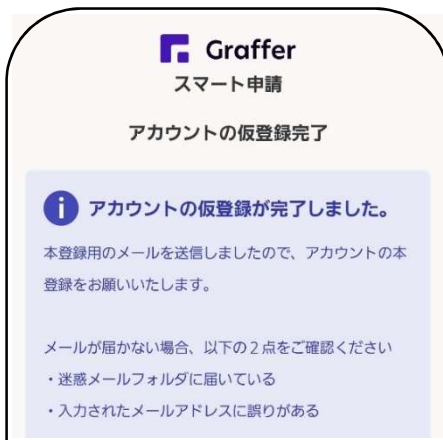 Graffer
スマート申請
アカウントの仮登録完了
アカウントの仮登録が完了しました。
本登録用のメールを送信しましたので、アカウントの本
登録をお願いいたします。
メールが届かない場合、以下の2点をご確認ください
・迷惑メールフォルダに届いている
・入力されたメールアドレスに誤りがある